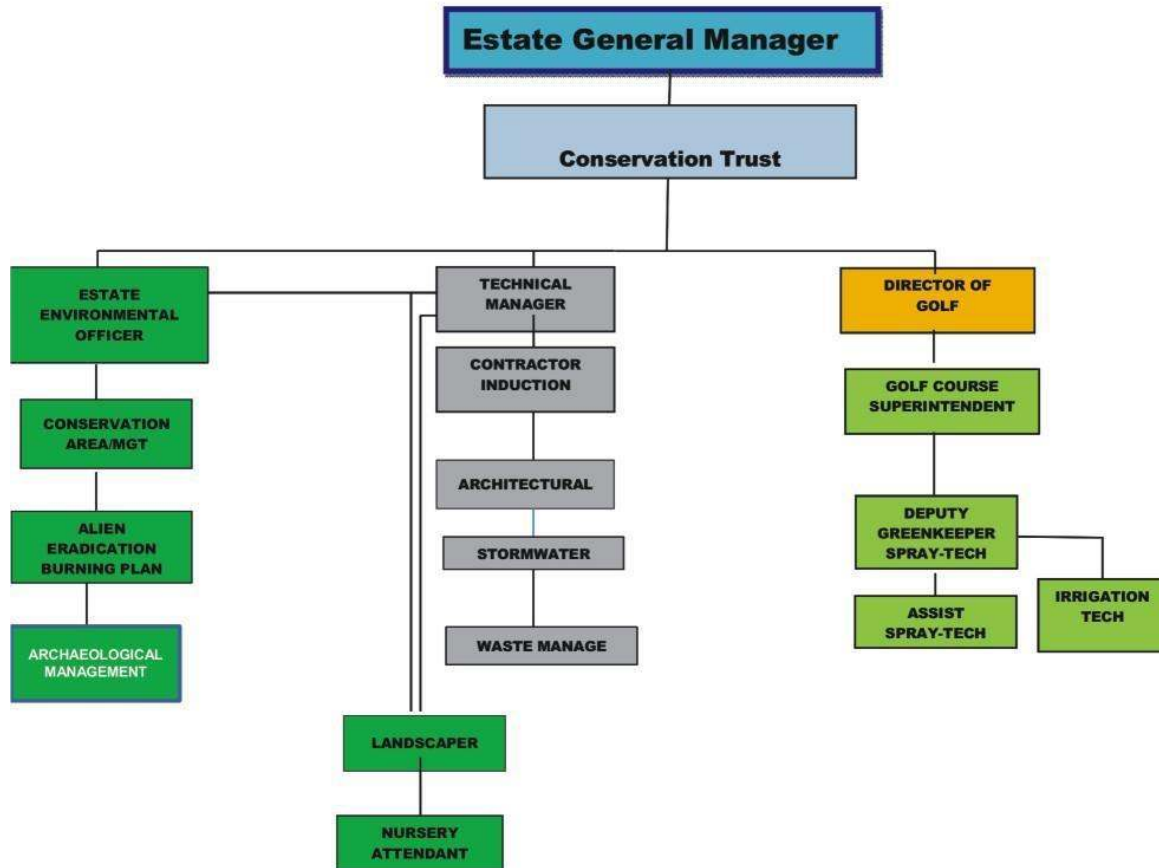 Estate General Manager
Conservation Trust
ESTATE
ENVIRONMENTAL
OFFICER
TECHNICAL
MANAGER
DIRECTOR OF
GOLF
CONTRACTOR
INDUCTION
GOLF COURSE
SUPERINTENDENT
CONSERVATION
AREA/MGT
ARCHITECTURAL
DEPUTY
GREENKEEPER
SPRAY-TECH
ALIEN
ERADICATION
BURNING PLAN
STORMWATER
IRRIGATION
TECH
ASSIST
SPRAY-TECH
WASTE MANAGE
ARCHAEOLOGICAL
MANAGEMENT
LANDSCAPER
NURSERY
ATTENDANT